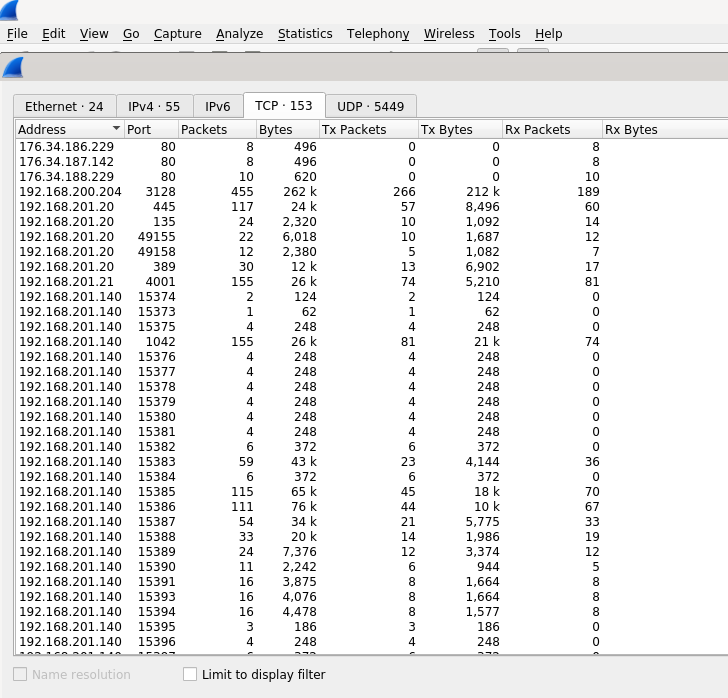 File Edit View Go Capture Analyze Statistics Telephony Wireless Tools Help
Ethernet · 24 IPv4 · 55 IPv6 TCP · 153 UDP · 5449
Address Port Packets Bytes Tx Packets Tx Bytes Rx Packets Rx Bytes
176.34.186.229 80 8 496 0 0 8
176.34.187.142 80 8 496 0 0 8
176.34.188.229 80 10 620 0 0 10
192.168.200.204 3128 455 262 k 266 212 k 189
192.168.201.20 445 117 24 k 57 8,496 60
192.168.201.20 135 24 2,320 10 1,092 14
192.168.201.20 49155 22 6,018 10 1,687 12
192.168.201.20 49158 12 2,380 5 1,082 7
192.168.201.20 389 30 12 k 13 6,902 17
192.168.201.21 4001 155 26 k 74 5,210 81
192.168.201.140 15374 2 124 2 124 0
192.168.201.140 15373 1 62 1 62 0
192.168.201.140 15375 4 248 4 248 0
192.168.201.140 1042 155 26 k 81 21 k 74
192.168.201.140 15376 4 248 4 248 0
192.168.201.140 15377 4 248 4 248 0
192.168.201.140 15378 4 248 4 248 0
192.168.201.140 15379 4 248 4 248 0
192.168.201.140 15380 4 248 4 248 0
192.168.201.140 15381 4 248 4 248 0
192.168.201.140 15382 6 372 6 372 0
192.168.201.140 15383 59 43 k 23 4,144 36
192.168.201.140 15384 6 372 6 372 0
192.168.201.140 15385 115 65 k 45 18 k 70
192.168.201.140 15386 111 76 k 44 10 k 67
192.168.201.140 15387 54 34 k 21 5,775 33
192.168.201.140 15388 33 20 k 14 1,986 19
192.168.201.140 15389 24 7,376 12 3,374 12
192.168.201.140 15390 11 2,242 6 944 5
192.168.201.140 15391 16 3,875 8 1,664 8
192.168.201.140 15393 16 4,076 8 1,664 8
192.168.201.140 15394 16 4,478 8 1,577 8
192.168.201.140 15395 3 186 3 186 0
192.168.201.140 15396 4 248 4 248 0
Name resolution Limit to display filter